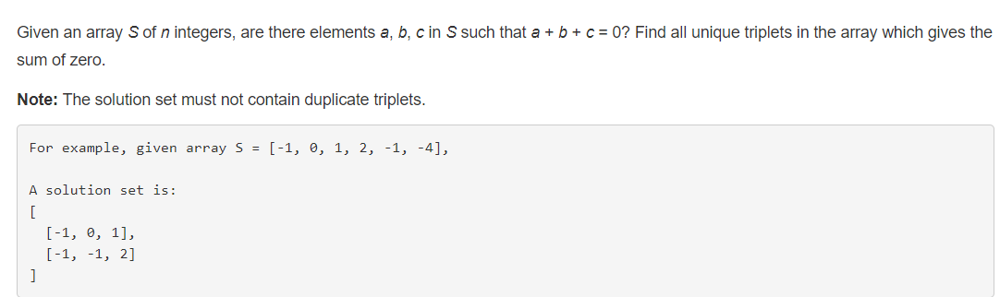 Given an array S of n integers, are there elements a, b, c in S such that a + b + c = 0? Find all unique triplets in the array which gives the
sum of zero.
Note: The solution set must not contain duplicate triplets.
For example, given array S = [-1, 0, 1, 2, -1, -4],
A solution set is:
[
  [-1, 0, 1],
  [-1, -1, 2]
]